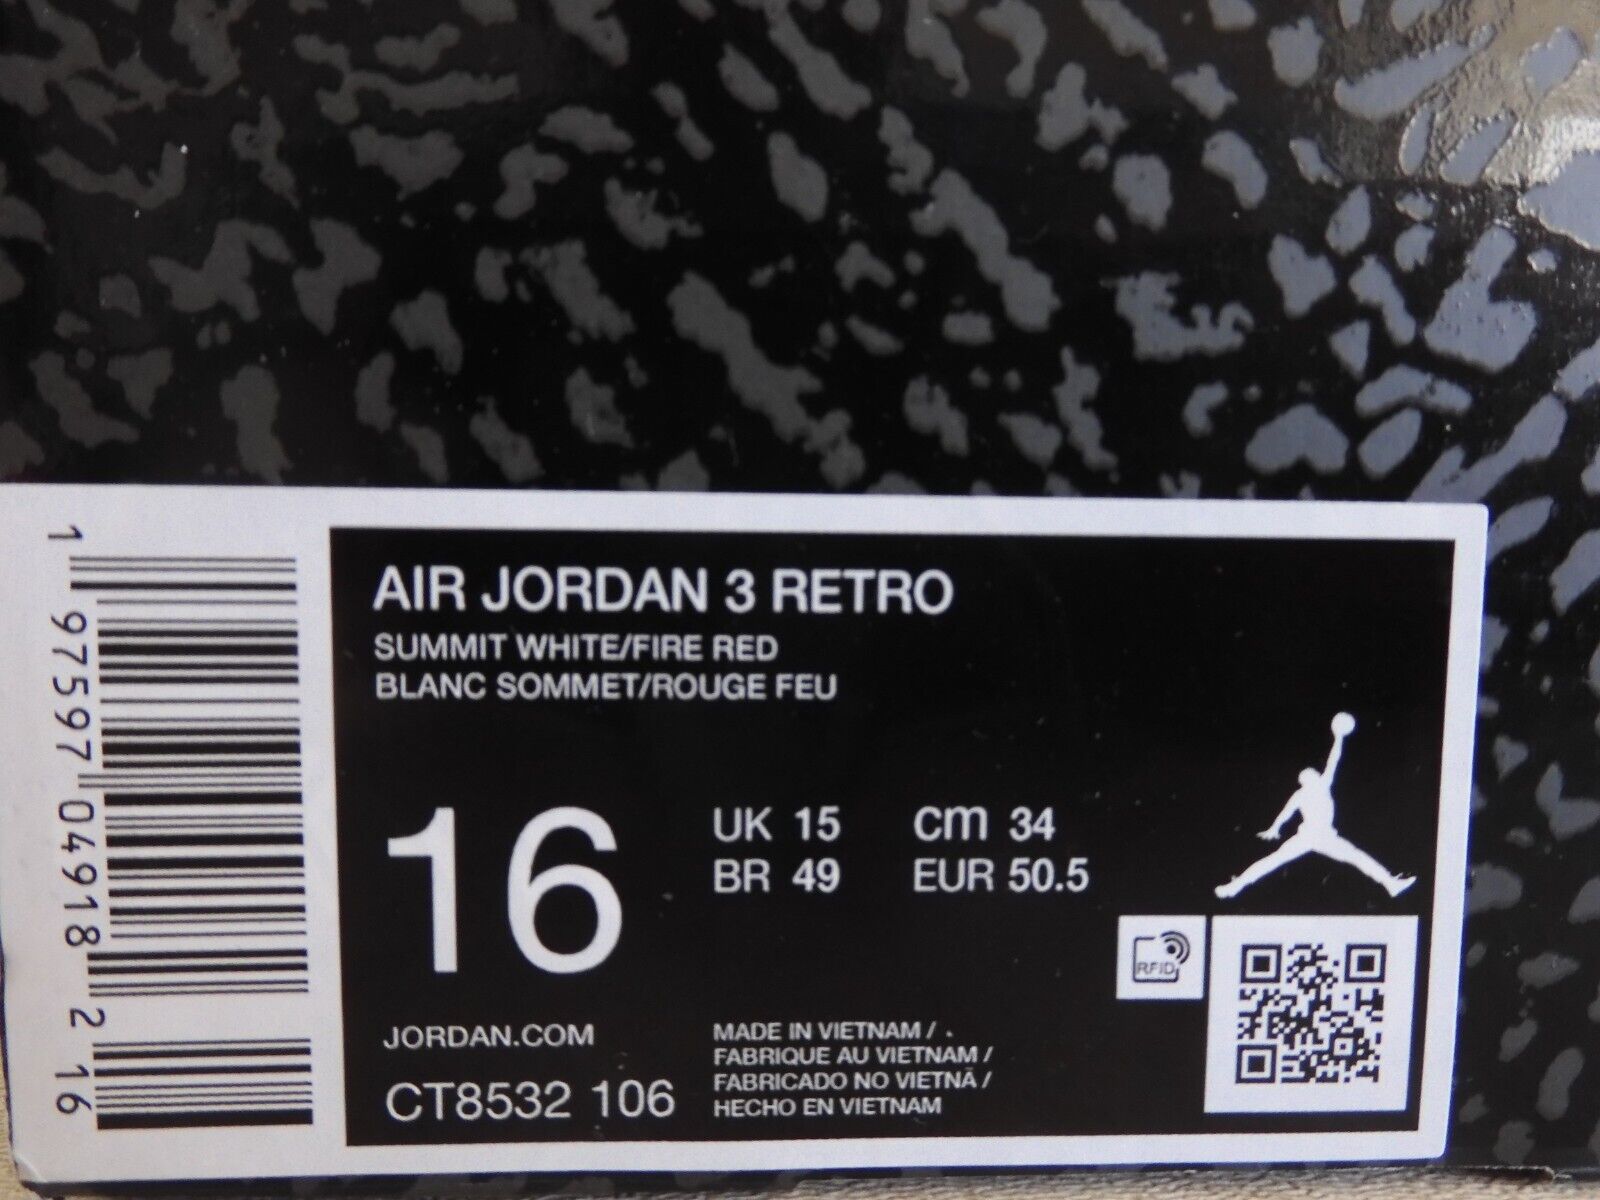 AIR JORDAN 3 RETRO
SUMMIT WHITE/FIRE RED
BLANC SOMMET/ROUGE FEU
16
UK 15 cm 34
BR 49 EUR 50.5
RFID
JORDAN.COM
CT8532 106
MADE IN VIETNAM / .
FABRIQUE AU VIETNAM /
FABRICADO NO VIETNÃ /
HECHO EN VIETNAM
1 97597 04918 2 16